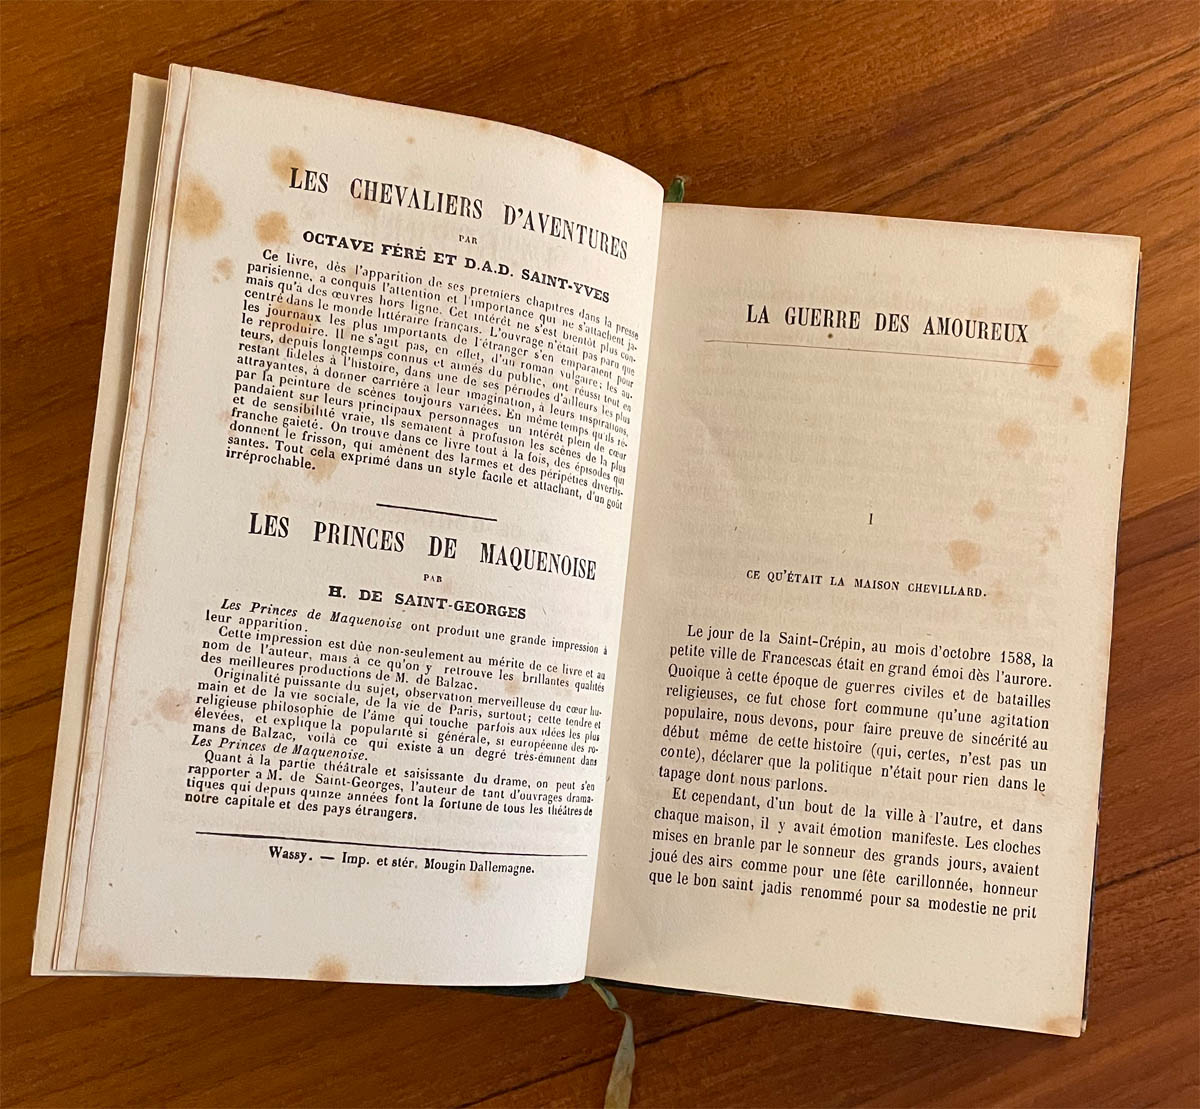 LES CHEVALIERS D'AVENTURES
PAR
OCTAVE FÉRÉ ET D.A.D. SAINT-YVES
Ce livre, dès l'apparition de ses premiers chapitres dans la presse
parisienne, a conquis l'attention et l'importance qui ne s'attachent ja-
mais qu'a des œuvres hors ligne. Cet intérêt ne s'est bientôt plus con-
centré dans le monde littéraire français. L'ouvrage n'était pas paru que
les journaux les plus importants de l'étranger s'en emparaient pour
le reproduire. Il ne s'agit pas, en effet, d'un roman vulgaire; les au-
teurs, depuis longtemps connus et aimés du public, ont réussi tout en
restant fidèles à l'histoire, dans une de ses périodes d'ailleurs les plus
attrayantes, à donner carrière a leur imagination, à leurs inspirations,
par la peinture de scènes toujours variées. En même temps qu'ils ré-
pandaient sur leurs principaux personnages un intérêt plein de cœur
et de sensibilité vraie, ils semaient à profusion les scènes de la plus
franche gaieté. On trouve dans ce livre tout à la fois, des épisodes qui
donnent le frisson, qui amènent des larmes et des péripéties divertis-
santes. Tout cela exprimé dans un style facile et attachant, d'un goût
irréprochable.
LES PRINCES DE MAQUENOISE
PAR
H. DE SAINT-GEORGES
Les Princes de Maquenoise ont produit une grande impression à
leur apparition.
Cette impression est dûe non-seulement au mérite de ce livre et au
nom de l'auteur, mais à ce qu'on y retrouve les brillantes qualités
des meilleures productions de M. de Balzac.
Originalité puissante du sujet, observation merveilleuse du cœur hu-
main et de la vie sociale, de la vie de Paris, surtout; cette tendre et
religieuse philosophie de l'âme qui touche parfois aux idées les plus
élevées, et explique la popularité si générale, si européenne des ro-
mans de Balzac, voilà ce qui existe à un degré très-éminent dans
Les Princes de Maquenoise.
Quant à la partie théâtrale et saisissante du drame, on peut s'en
rapporter a M. de Saint-Georges, l'auteur de tant d'ouvrages drama-
tiques qui depuis quinze années font la fortune de tous les théâtres de
notre capitale et des pays étrangers.
Wassy. — Imp. et stér. Mougin Dallemagne.
LA GUERRE DES AMOUREUX
I
CE QU'ÉTAIT LA MAISON CHEVILLARD.
Le jour de la Saint-Crépin, au mois d'octobre 1588, la
petite ville de Francescas était en grand émoi dès l'aurore.
Quoique à cette époque de guerres civiles et de batailles
religieuses, ce fut chose fort commune qu'une agitation
populaire, nous devons, pour faire preuve de sincérité au
début même de cette histoire (qui, certes, n'est pas un
conte), déclarer que la politique n'était pour rien dans le
tapage dont nous parlons.
Et cependant, d'un bout de la ville à l'autre, et dans
chaque maison, il y avait émotion manifeste. Les cloches
mises en branle par le sonneur des grands jours, avaient
joué des airs comme pour une fête carillonnée, honneur
que le bon saint jadis renommé pour sa modestie ne prit